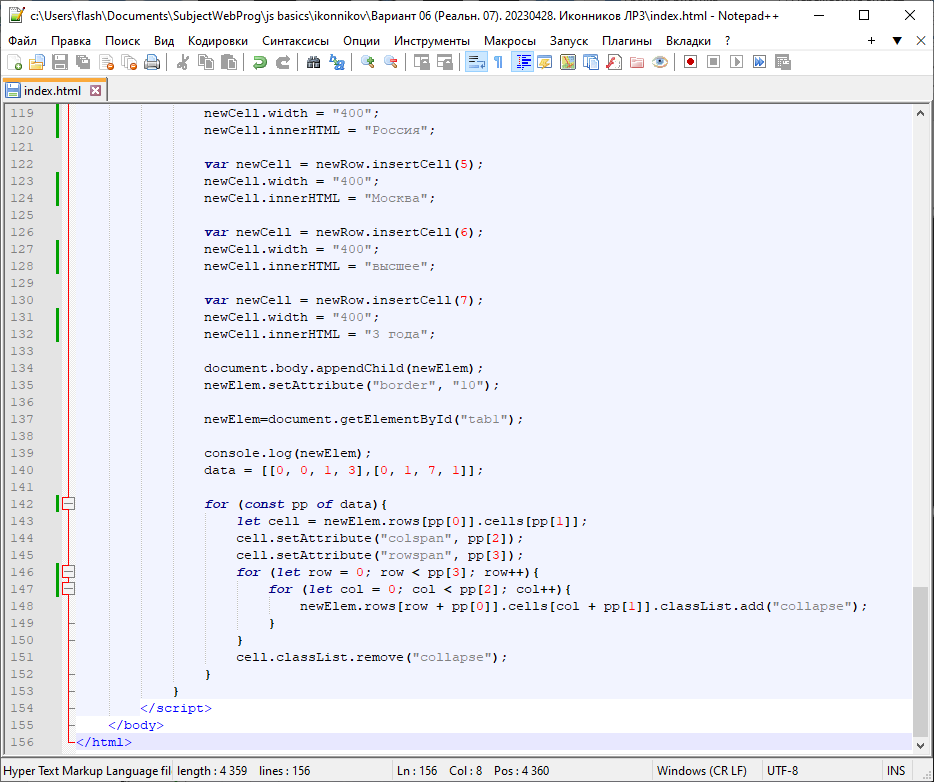 c:\Users\flash\Documents\SubjectWebProg\js basics\ikonnikov\Вариант 06 (Реальн. 07). 20230428. Иконников ЛР3\index.html - Notepad++
Файл Правка Поиск Вид Кодировки Синтаксисы Опции Инструменты Макросы Запуск Плагины Вкладки ?
index.html
119 newCell.width = "400";
120 newCell.innerHTML = "Россия";
121
122 var newCell = newRow.insertCell(5);
123 newCell.width = "400";
124 newCell.innerHTML = "Москва";
125
126 var newCell = newRow.insertCell(6);
127 newCell.width = "400";
128 newCell.innerHTML = "высшее";
129
130 var newCell = newRow.insertCell(7);
131 newCell.width = "400";
132 newCell.innerHTML = "3 года";
133
134 document.body.appendChild(newElem);
135 newElem.setAttribute("border", "10");
136
137 newElem=document.getElementById("tabl");
138
139 console.log(newElem);
140 data = [[0, 0, 1, 3],[0, 1, 7, 1]];
141
142 for (const pp of data){
143 let cell = newElem.rows[pp[0]].cells[pp[1]];
144 cell.setAttribute("colspan", pp[2]);
145 cell.setAttribute("rowspan", pp[3]);
146 for (let row = 0; row < pp[3]; row++){
147 for (let col = 0; col < pp[2]; col++){
148 newElem.rows[row + pp[0]].cells[col + pp[1]].classList.add("collapse");
149 }
150 }
151 cell.classList.remove("collapse");
152 }
153 }
154 </script>
155 </body>
156 </html>
Hyper Text Markup Language fil length : 4 359 lines : 156 Ln : 156 Col : 8 Pos : 4 360 Windows (CR LF) UTF-8 INS